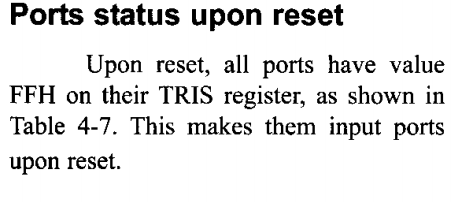 Ports status upon reset
Upon reset, all ports have value
FFH on their TRIS register, as shown in
Table 4-7. This makes them input ports
upon reset.